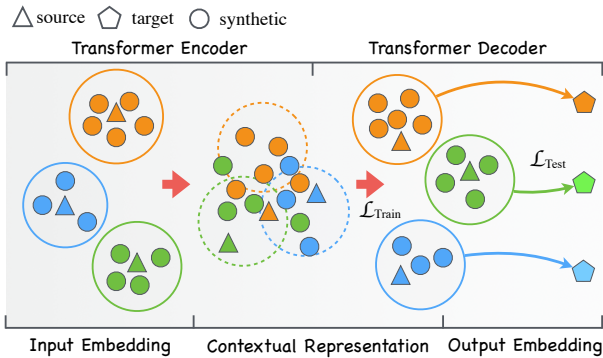 source target synthetic
Transformer Encoder Transformer Decoder
ℒTest
ℒTrain
Input Embedding Contextual Representation Output Embedding